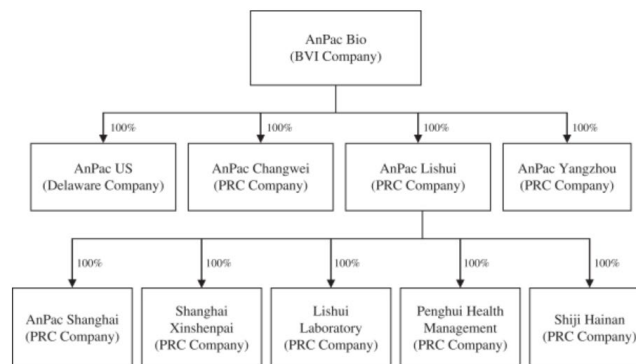 AnPac Bio
(BVI Company)
100%
100%
100%
100%
AnPac US
(Delaware Company)
AnPac Changwei
(PRC Company)
AnPac Lishui
(PRC Company)
AnPac Yangzhou
(PRC Company)
100%
100%
100%
100%
100%
AnPac Shanghai
(PRC Company)
Shanghai
Xinshenpai
(PRC Company)
Lishui
Laboratory
(PRC Company)
Penghui Health
Management
(PRC Company)
Shiji Hainan
(PRC Company)